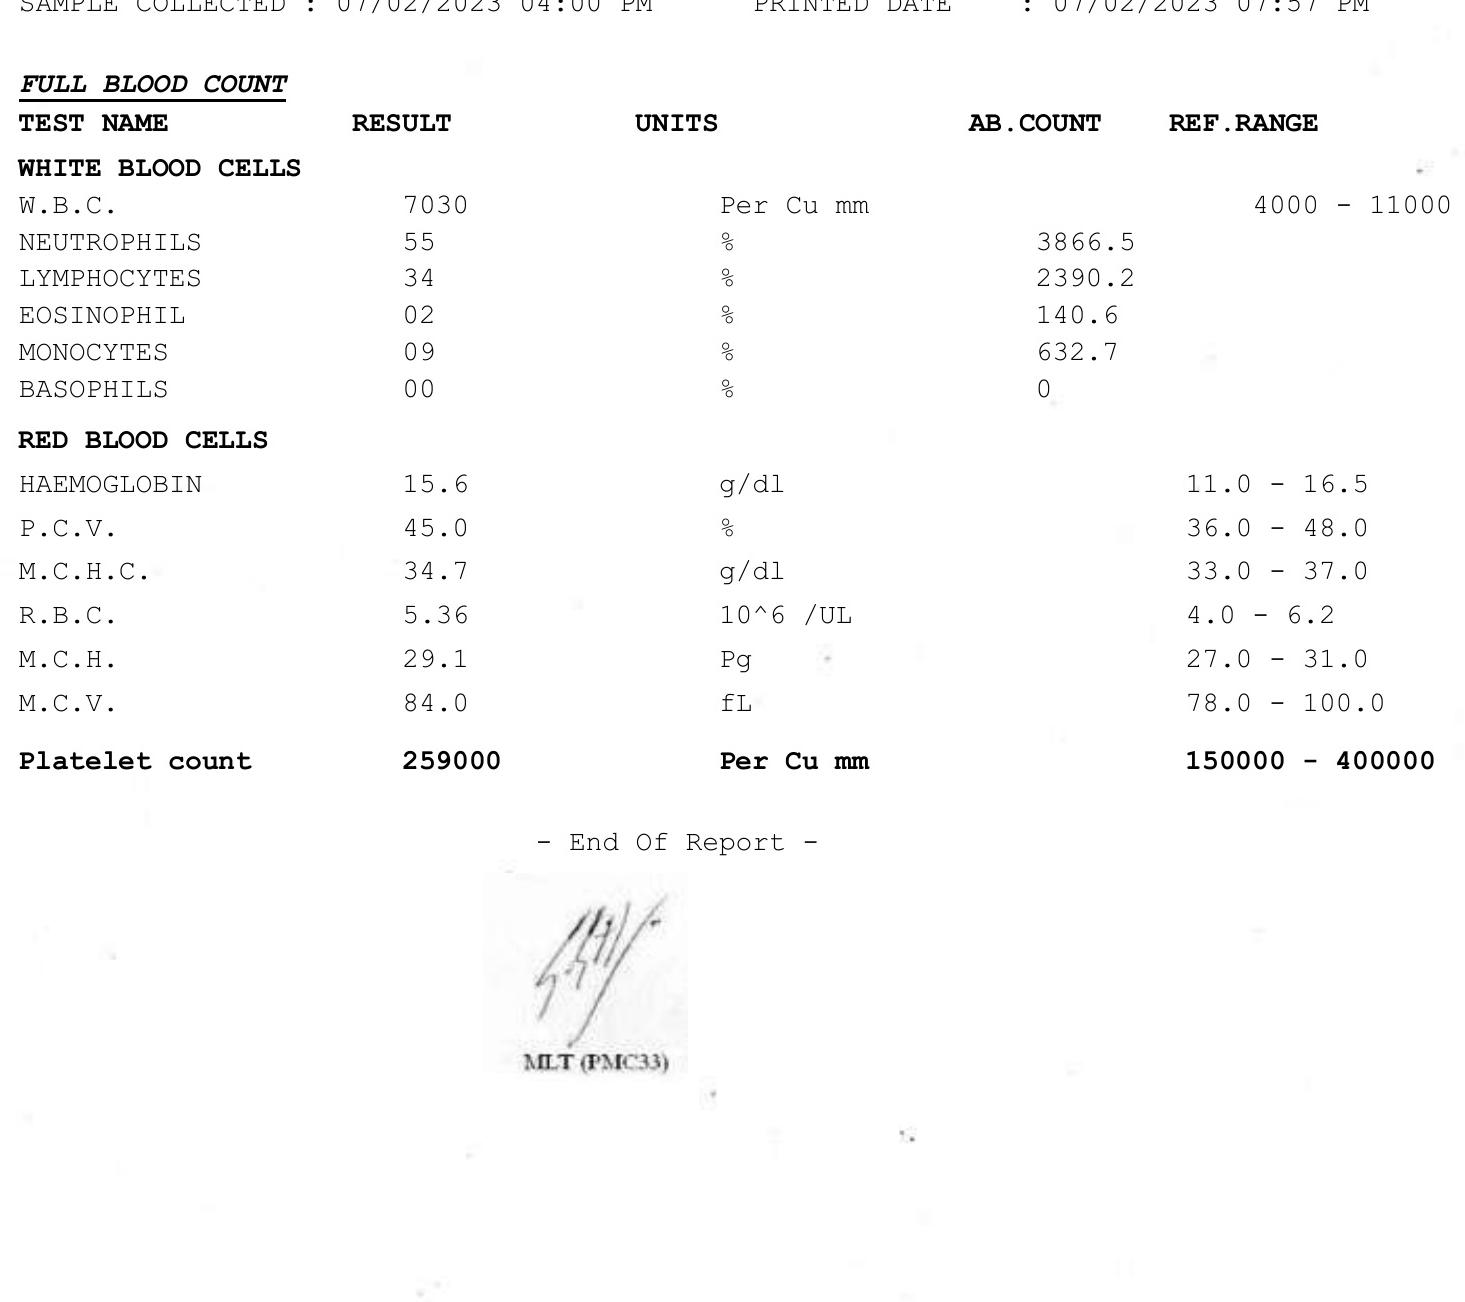 SAMPLE COLLECTED : 07/02/2023 04:00 PM PRINTED DATE : 07/02/2023 07:57 PM
FULL BLOOD COUNT
TEST NAME RESULT UNITS AB.COUNT REF.RANGE
WHITE BLOOD CELLS
W.B.C. 7030 Per Cu mm 4000 - 11000
NEUTROPHILS 55 % 3866.5
LYMPHOCYTES 34 % 2390.2
EOSINOPHIL 02 % 140.6
MONOCYTES 09 % 632.7
BASOPHILS 00 % 0
RED BLOOD CELLS
HAEMOGLOBIN 15.6 g/dl 11.0 - 16.5
P.C.V. 45.0 % 36.0 - 48.0
M.C.H.C. 34.7 g/dl 33.0 - 37.0
R.B.C. 5.36 10^6 /UL 4.0 - 6.2
M.C.H. 29.1 Pg 27.0 - 31.0
M.C.V. 84.0 fL 78.0 - 100.0
Platelet count 259000 Per Cu mm 150000 - 400000
- End Of Report -
MLT (PMC33)